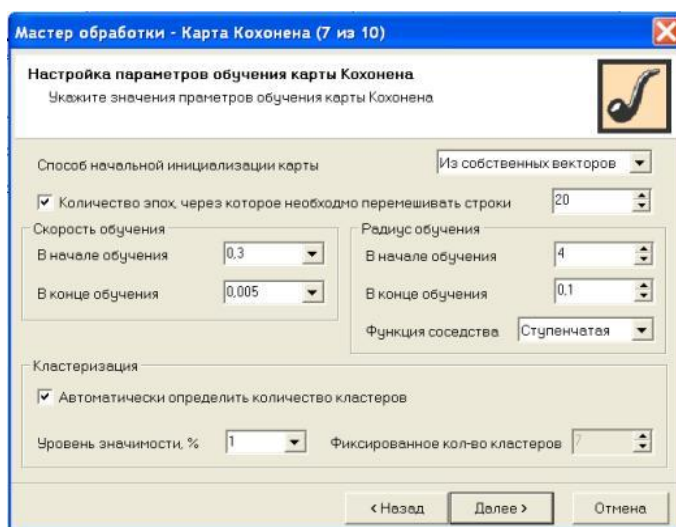 Мастер обработки - Карта Кохонена (7 из 10)
Настройка параметров обучения карты Кохонена
Укажите значения праметров обучения карты Кохонена
Способ начальной инициализации карты Из собственных векторов
Количество эпох, через которое необходмо перемешивать строки 20
Скорость обучения
В начале обучения 0,3
В конце обучения 0,005
Радиус обучения
В начале обучения 4
В конце обучения 0,1
Функция соседства Ступенчатая
Кластеризация
Автоматически определить количество кластеров
Уровень значимости, % 1 Фиксированное кол-во кластеров 7
< Назад Далее > Отмена